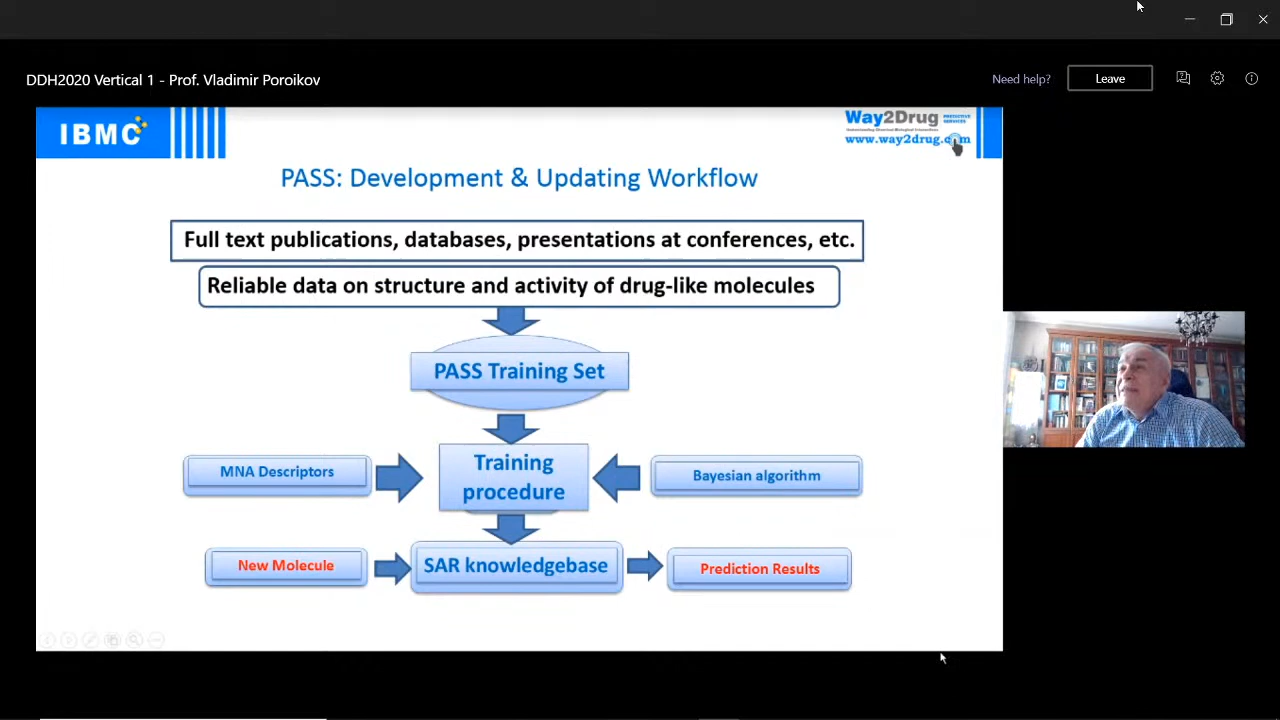 DDH2020 Vertical 1 - Prof. Vladimir Poroikov
Need help?
Leave
IBMC
Way2Drug
PREDICTIVE
SERVICES
www.way2drug.com
PASS: Development & Updating Workflow
Full text publications, databases, presentations at conferences, etc.
Reliable data on structure and activity of drug-like molecules
PASS Training Set
MNA Descriptors
Training
procedure
Bayesian algorithm
New Molecule
SAR knowledgebase
Prediction Results